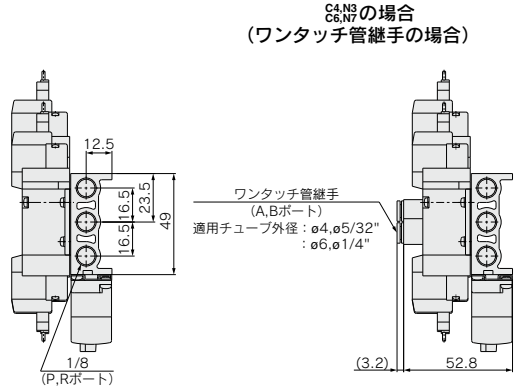 C4,N3
C6,N7の場合
(ワンタッチ管継手の場合)
12.5
16.5
16.5
23.5
49
1/8
(P,Rポート)
ワンタッチ管継手
(A,Bポート)
適用チューブ外径：ø4,ø5/32"
：ø6,ø1/4"
(3.2)
52.8